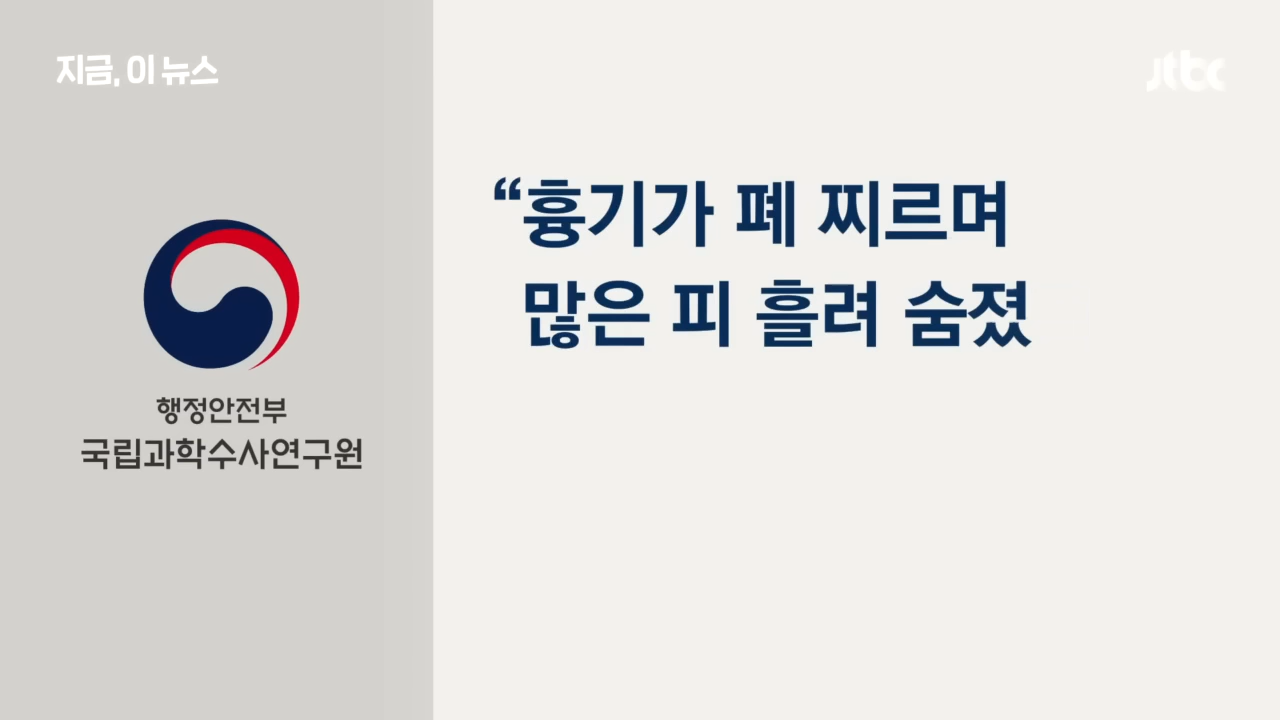 지금, 이 뉴스
jtbc
“흉기가 폐 찌르며
많은 피 흘려 숨졌
행정안전부
국립과학수사연구원